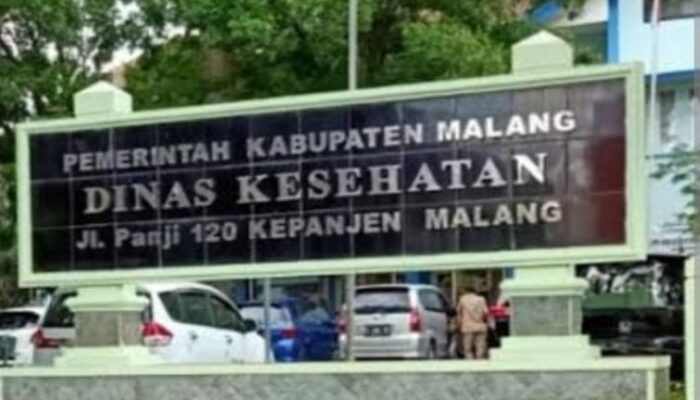 PEMERINTAH KABUPATEN MALANG
DINAS KESEHATAN
Jl. Panji 120 KEPANJEN MALANG